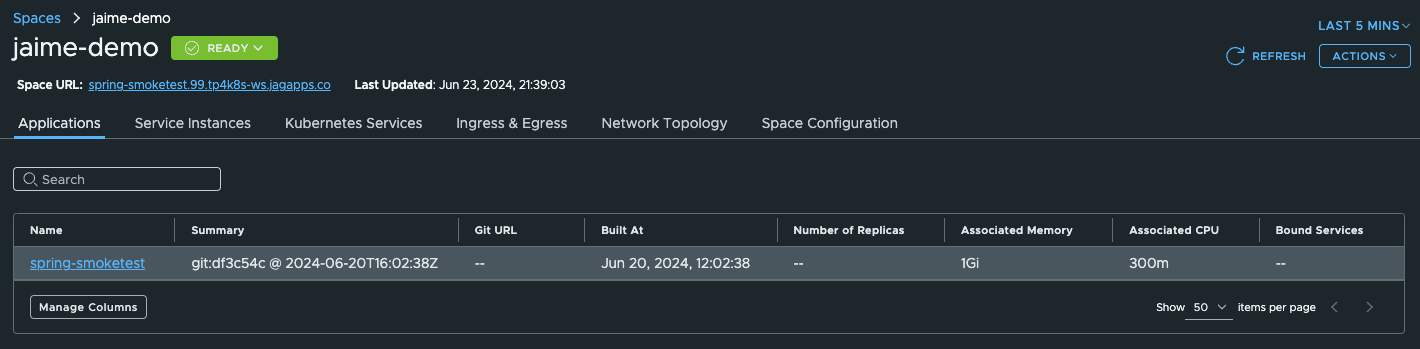 Spaces > jaime-demo
LAST 5 MINS
jaime-demo READY
REFRESH ACTIONS
Space URL: spring-smoketest.99.tp4k8s-ws.jagapps.co Last Updated: Jun 23, 2024, 21:39:03
Applications Service Instances Kubernetes Services Ingress & Egress Network Topology Space Configuration
Search
Name Summary Git URL Built At Number of Replicas Associated Memory Associated CPU Bound Services
spring-smoketest git:df3c54c @ 2024-06-20T16:02:38Z -- Jun 20, 2024, 12:02:38 -- 1Gi 300m --
Manage Columns Show 50 items per page